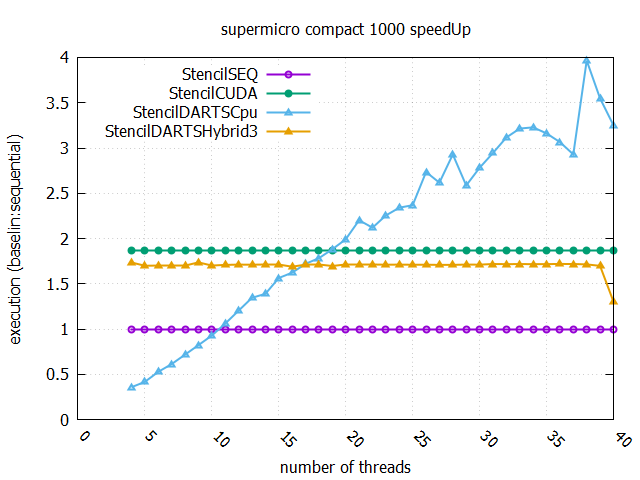 supermicro compact 1000 speedUp
StencilSEQ
StencilCUDA
StencilDARTSCpu
StencilDARTSHybrid3
execution (baselin:sequential)
4
3.5
3
2.5
2
1.5
1
0.5
0
0 5 10 15 20 25 30 35 40
number of threads